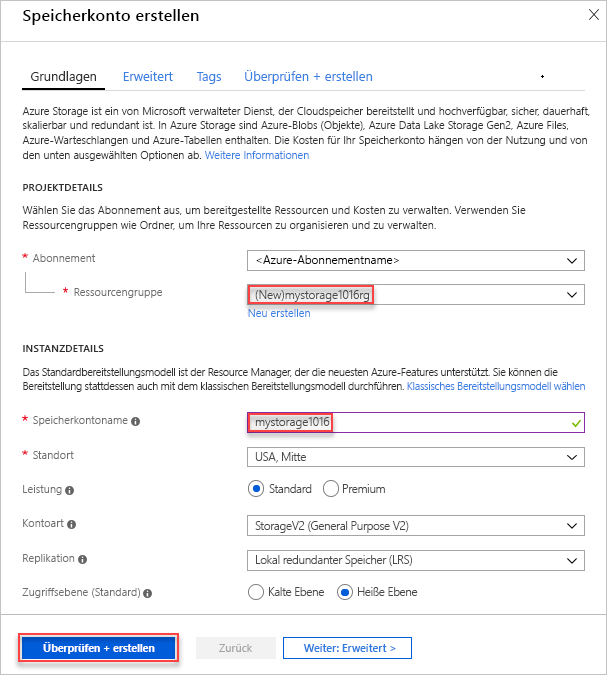 Speicherkonto erstellen
Grundlagen Erweitert Tags Überprüfen + erstellen
Azure Storage ist ein von Microsoft verwalteter Dienst, der Cloudspeicher bereitstellt und hochverfügbar, sicher, dauerhaft,
skalierbar und redundant ist. In Azure Storage sind Azure-Blobs (Objekte), Azure Data Lake Storage Gen2, Azure Files,
Azure-Warteschlangen und Azure-Tabellen enthalten. Die Kosten für Ihr Speicherkonto hängen von der Nutzung und von
den unten ausgewählten Optionen ab. Weitere Informationen
PROJEKTDETAILS
Wählen Sie das Abonnement aus, um bereitgestellte Ressourcen und Kosten zu verwalten. Verwenden Sie
Ressourcengruppen wie Ordner, um Ihre Ressourcen zu organisieren und zu verwalten.
* Abonnement <Azure-Abonnementname>
* Ressourcengruppe (New)mystorage1016rg
Neu erstellen
INSTANZDETAILS
Das Standardbereitstellungsmodell ist der Resource Manager, der die neuesten Azure-Features unterstützt. Sie können die
Bereitstellung stattdessen auch mit dem klassischen Bereitstellungsmodell durchführen. Klassisches Bereitstellungsmodell wählen
* Speicherkontoname mystorage1016
* Standort USA, Mitte
Leistung Standard Premium
Kontoart StorageV2 (General Purpose V2)
Replikation Lokal redundanter Speicher (LRS)
Zugriffsebene (Standard) Kalte Ebene Heiße Ebene
Überprüfen + erstellen Zurück Weiter: Erweitert >